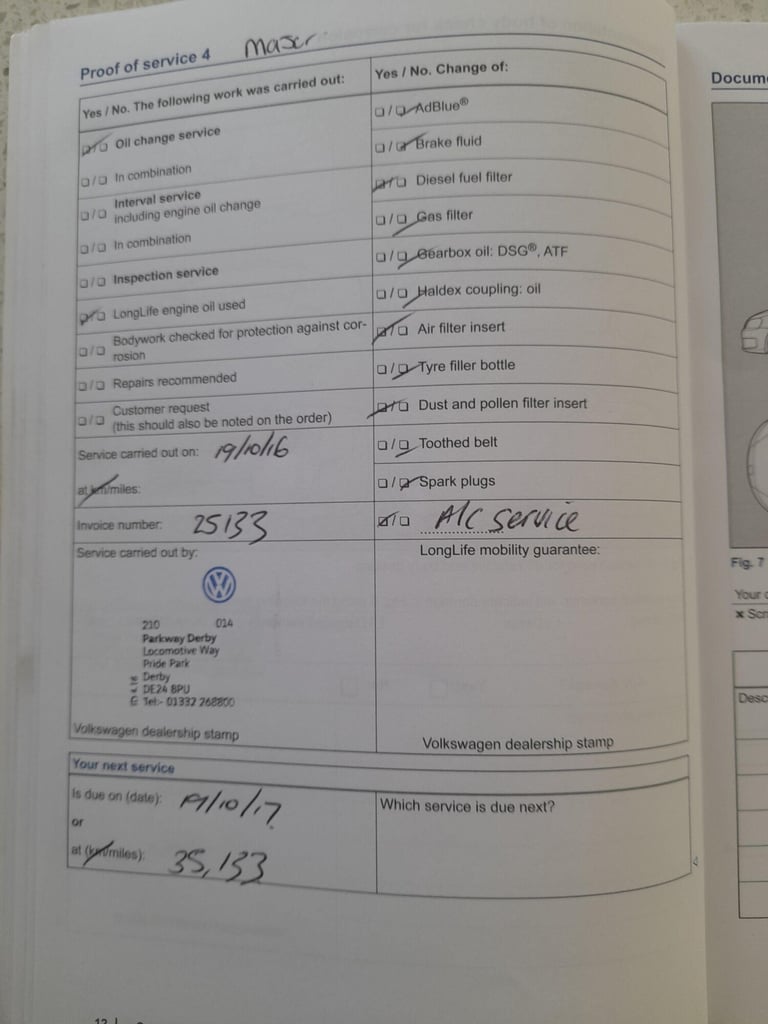 Proof of service 4
Yes / No. The following work was carried out:
Oil change service
In combination
Interval service
including engine oil change
In combination
Inspection service
LongLife engine oil used
Bodywork checked for protection against cor-
rosion
Repairs recommended
Customer request
(this should also be noted on the order)
Service carried out on: 19/10/16
at km/miles:
Invoice number: 25133
Service carried out by:
210 014
Parkway Derby
Locomotive Way
Pride Park
Derby
DE24 8PU
Tel:- 01332 268800
Volkswagen dealership stamp
Yes / No. Change of:
AdBlue®
Brake fluid
Diesel fuel filter
Gas filter
Gearbox oil: DSG®, ATF
Haldex coupling: oil
Air filter insert
Tyre filler bottle
Dust and pollen filter insert
Toothed belt
Spark plugs
A/C service
LongLife mobility guarantee:
Volkswagen dealership stamp
Your next service
Is due on (date): 19/10/17
or
at (km/miles): 35,133
Which service is due next?
Docum
Fig. 7
Your
Desc